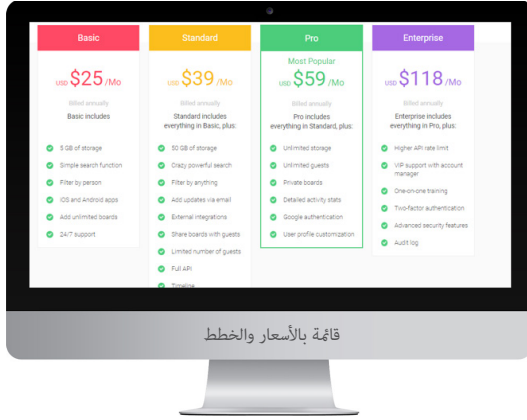 Basic
USD $25 /Mo
Billed annually
Basic includes
5 GB of storage
Simple search function
Filter by person
iOS and Android apps
Add unlimited boards
24/7 support
Standard
USD $39 /Mo
Billed annually
Standard includes
everything in Basic, plus:
50 GB of storage
Crazy powerful search
Filter by anything
Add updates via email
External integrations
Share boards with guests
Limited number of guests
Full API
Timeline
Pro
Most Popular
USD $59 /Mo
Billed annually
Pro includes
everything in Standard, plus:
Unlimited storage
Unlimited guests
Private boards
Detailed activity stats
Google authentication
User profile customization
Enterprise
USD $118 /Mo
Billed annually
Enterprise includes
everything in Pro, plus:
Higher API rate limit
VIP support with account
manager
One-on-one training
Two-factor authentication
Advanced security features
Audit log
قائمة بالأسعار والخطط